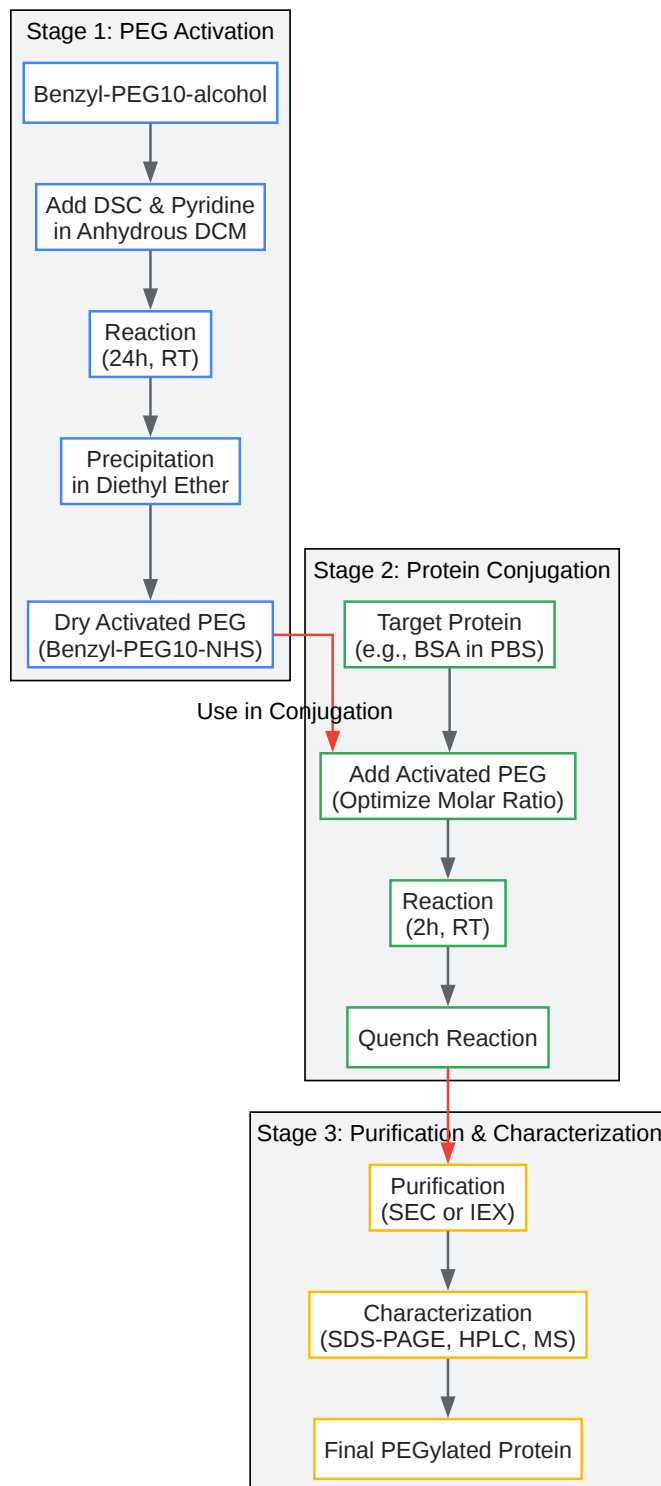 Stage 1: PEG Activation
Benzyl-PEG10-alcohol
Add DSC & Pyridine
in Anhydrous DCM
Reaction
(24h, RT)
Precipitation
in Diethyl Ether
Dry Activated PEG
(Benzyl-PEG10-NHS)
Use in Conjugation
Stage 2: Protein Conjugation
Target Protein
(e.g., BSA in PBS)
Add Activated PEG
(Optimize Molar Ratio)
Reaction
(2h, RT)
Quench Reaction
Stage 3: Purification & Characterization
Purification
(SEC or IEX)
Characterization
(SDS-PAGE, HPLC, MS)
Final PEGylated Protein